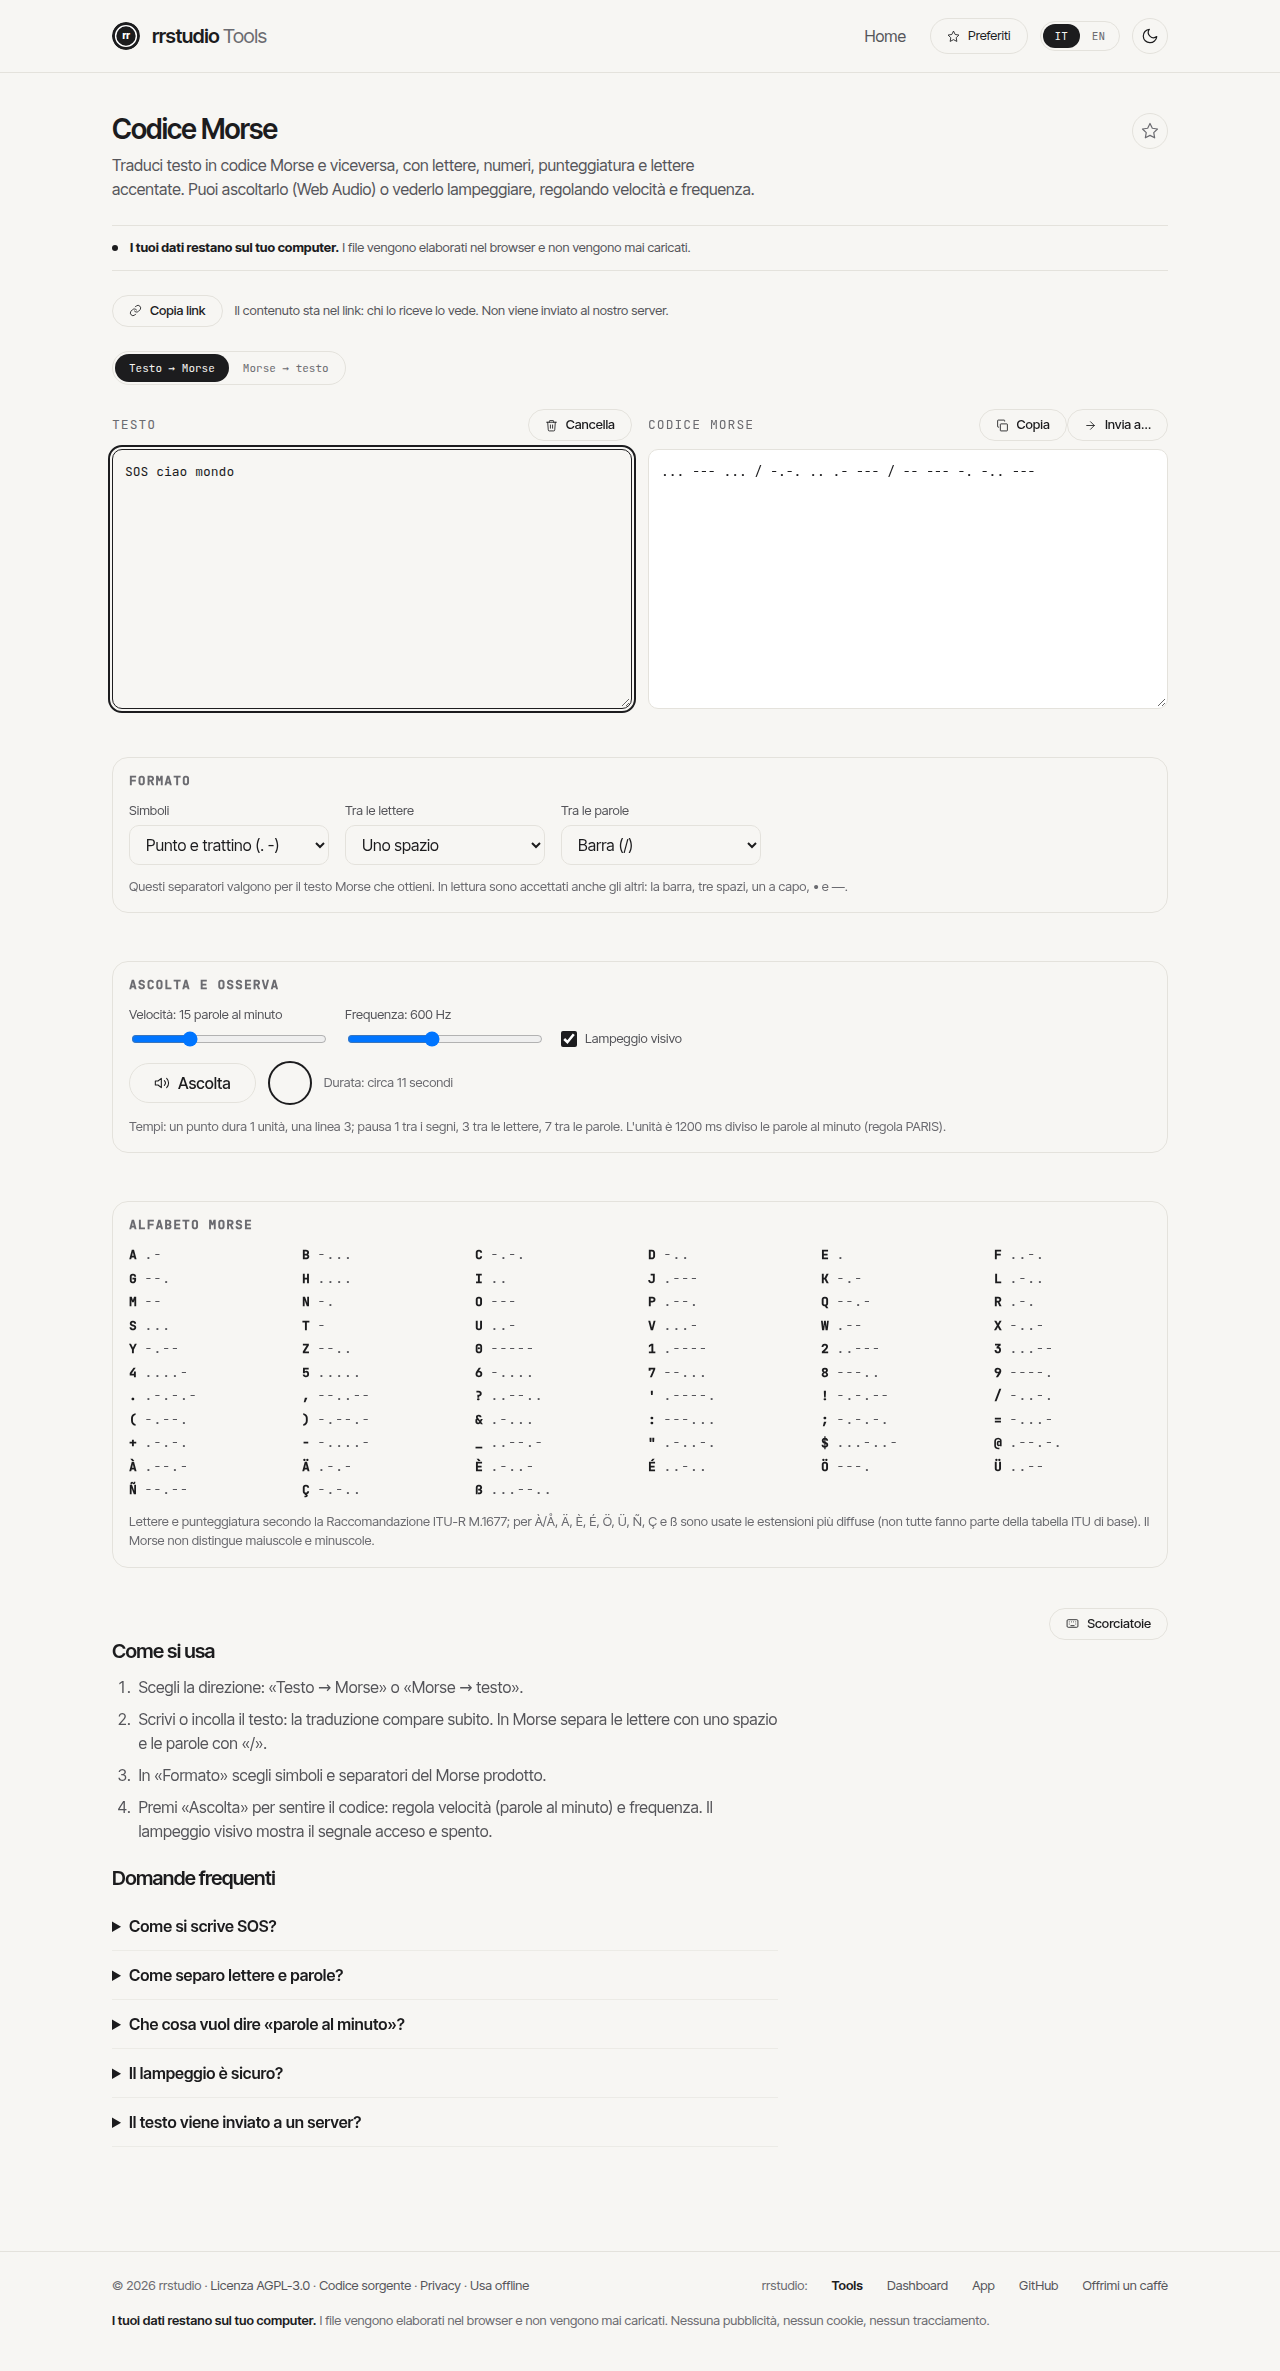 rr rrstudio Tools
Home
Preferiti
IT EN
Codice Morse
Traduci testo in codice Morse e viceversa, con lettere, numeri, punteggiatura e lettere
accentate. Puoi ascoltarlo (Web Audio) o vederlo lampeggiare, regolando velocità e frequenza.
I tuoi dati restano sul tuo computer. I file vengono elaborati nel browser e non vengono mai caricati.
Copia link Il contenuto sta nel link: chi lo riceve lo vede. Non viene inviato al nostro server.
Testo → Morse Morse → testo
TESTO Cancella CODICE MORSE Copia Invia a…
SOS ciao mondo
... --- ... / -.-. .. .- --- / -- --- -. -.. ---
FORMATO
Simboli Tra le lettere Tra le parole
Punto e trattino (. -) Uno spazio Barra (/)
Questi separatori valgono per il testo Morse che ottieni. In lettura sono accettati anche gli altri: la barra, tre spazi, un a capo, • e —.
ASCOLTA E OSSERVA
Velocità: 15 parole al minuto Frequenza: 600 Hz
Lampeggio visivo
Ascolta Durata: circa 11 secondi
Tempi: un punto dura 1 unità, una linea 3; pausa 1 tra i segni, 3 tra le lettere, 7 tra le parole. L'unità è 1200 ms diviso le parole al minuto (regola PARIS).
ALFABETO MORSE
A .- B -... C -.-. D -.. E . F ..-.
G --. H .... I .. J .--- K -.- L .-..
M -- N -. O --- P .--. Q --.- R .-.
S ... T - U ..- V ...- W .-- X -..-
Y -.-- Z --.. 0 ----- 1 .---- 2 ..--- 3 ...--
4 ....- 5 ..... 6 -.... 7 --... 8 ---.. 9 ----.
. .-.-.- , --..-- ? ..--.. ' .----. ! -.-.-- / -..-.
( -.--. ) -.--.- & .-... : ---... ; -.-.-. = -...-
+ .-.-. - -....- _ ..--.- " .-..-. $ ...-..- @ .--.-.
À .--.- Ä .-.- È .-..- É ..-.. Ö ---. Ü ..--
Ñ --.-- Ç -.-.. ß ...--..
Lettere e punteggiatura secondo la Raccomandazione ITU-R M.1677; per À/Å, Ä, È, É, Ö, Ü, Ñ, Ç e ß sono usate le estensioni più diffuse (non tutte fanno parte della tabella ITU di base). Il
Morse non distingue maiuscole e minuscole.
Scorciatoie
Come si usa
1. Scegli la direzione: «Testo → Morse» o «Morse → testo».
2. Scrivi o incolla il testo: la traduzione compare subito. In Morse separa le lettere con uno spazio
e le parole con «/».
3. In «Formato» scegli simboli e separatori del Morse prodotto.
4. Premi «Ascolta» per sentire il codice: regola velocità (parole al minuto) e frequenza. Il
lampeggio visivo mostra il segnale acceso e spento.
Domande frequenti
Come si scrive SOS?
Come separo lettere e parole?
Che cosa vuol dire «parole al minuto»?
Il lampeggio è sicuro?
Il testo viene inviato a un server?
© 2026 rrstudio · Licenza AGPL-3.0 · Codice sorgente · Privacy · Usa offline
rrstudio: Tools Dashboard App GitHub Offrimi un caffè
I tuoi dati restano sul tuo computer. I file vengono elaborati nel browser e non vengono mai caricati. Nessuna pubblicità, nessun cookie, nessun tracciamento.